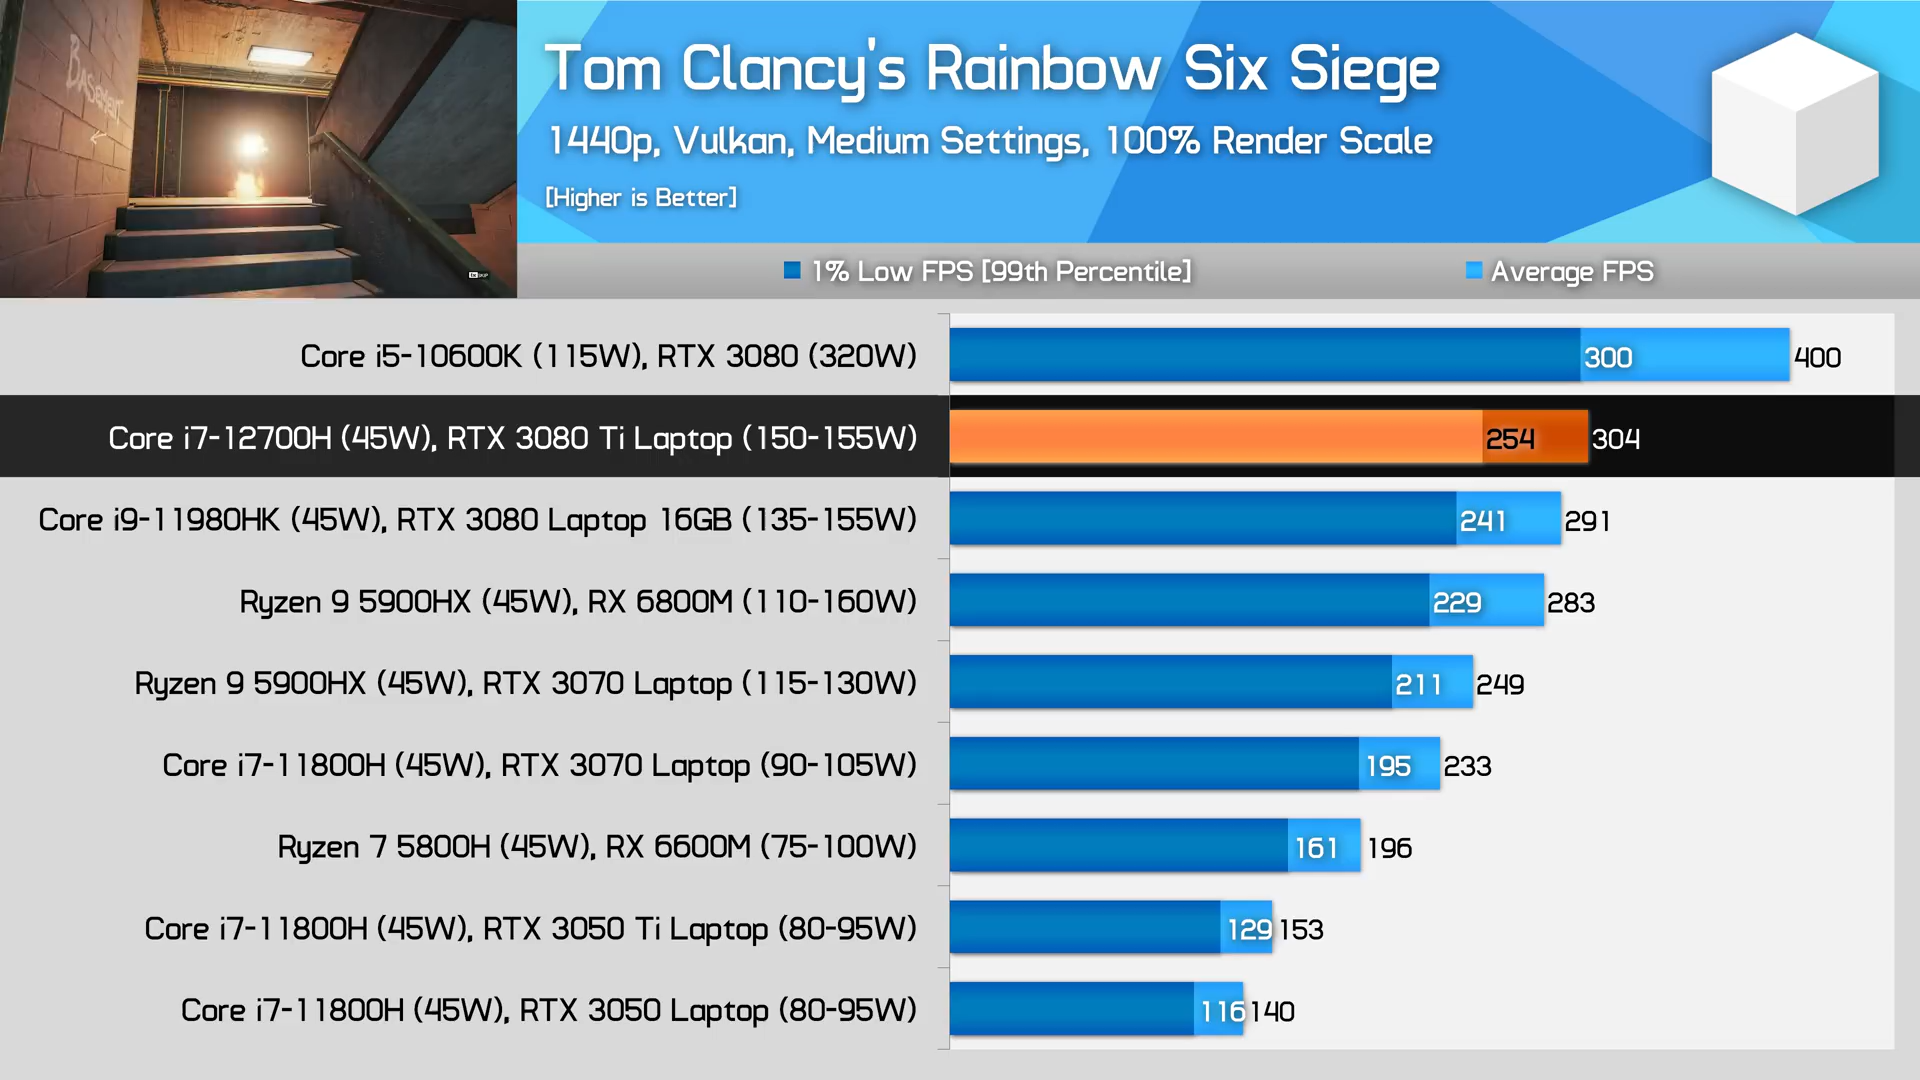 BASEMENT
Tom Clancy's Rainbow Six Siege
1440p, Vulkan, Medium Settings, 100% Render Scale
[Higher is Better]
1% Low FPS [99th Percentile] Average FPS
Core i5-10600K (115W), RTX 3080 (320W) 300 400
Core i7-12700H (45W), RTX 3080 Ti Laptop (150-155W) 254 304
Core i9-11980HK (45W), RTX 3080 Laptop 16GB (135-155W) 241 291
Ryzen 9 5900HX (45W), RX 6800M (110-160W) 229 283
Ryzen 9 5900HX (45W), RTX 3070 Laptop (115-130W) 211 249
Core i7-11800H (45W), RTX 3070 Laptop (90-105W) 195 233
Ryzen 7 5800H (45W), RX 6600M (75-100W) 161 196
Core i7-11800H (45W), RTX 3050 Ti Laptop (80-95W) 129 153
Core i7-11800H (45W), RTX 3050 Laptop (80-95W) 116 140